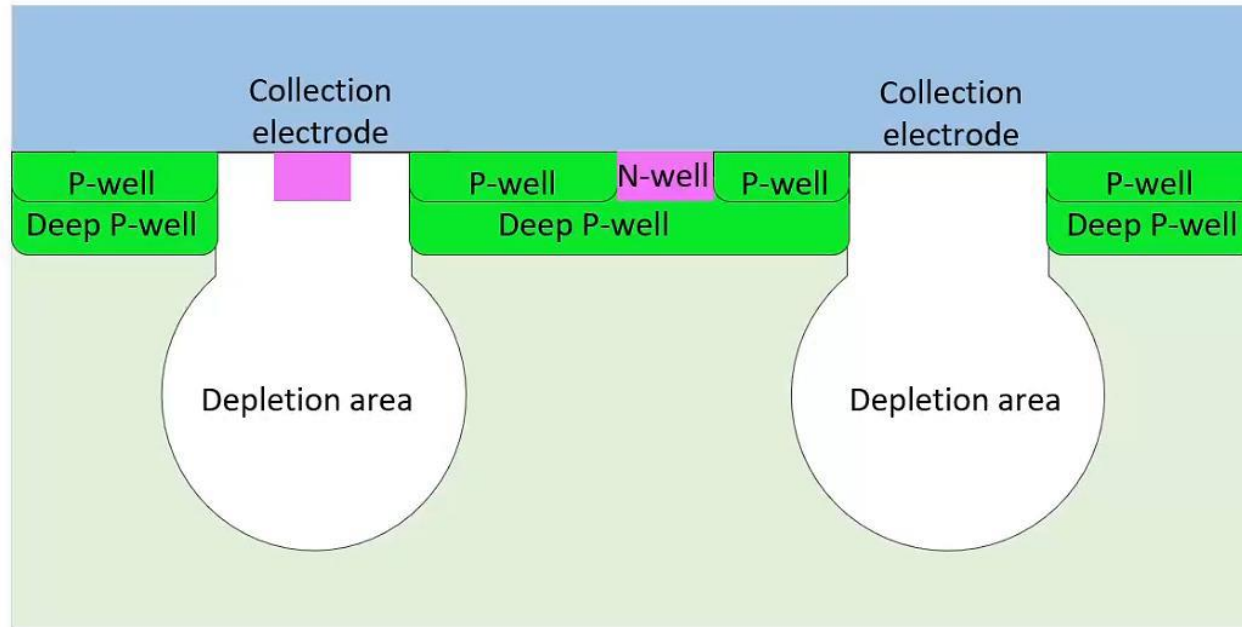 Collection
electrode
Collection
electrode
P-well
P-well
N-well
P-well
P-well
Deep P-well
Deep P-well
Deep P-well
Depletion area
Depletion area